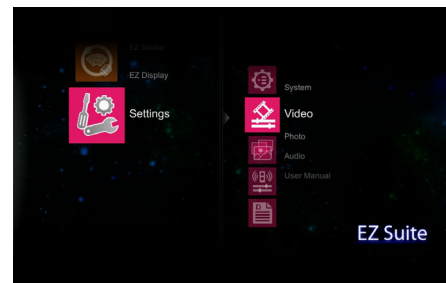 EZ Media
EZ Display
Settings
System
Video
Photo
Audio
User Manual
EZ Suite